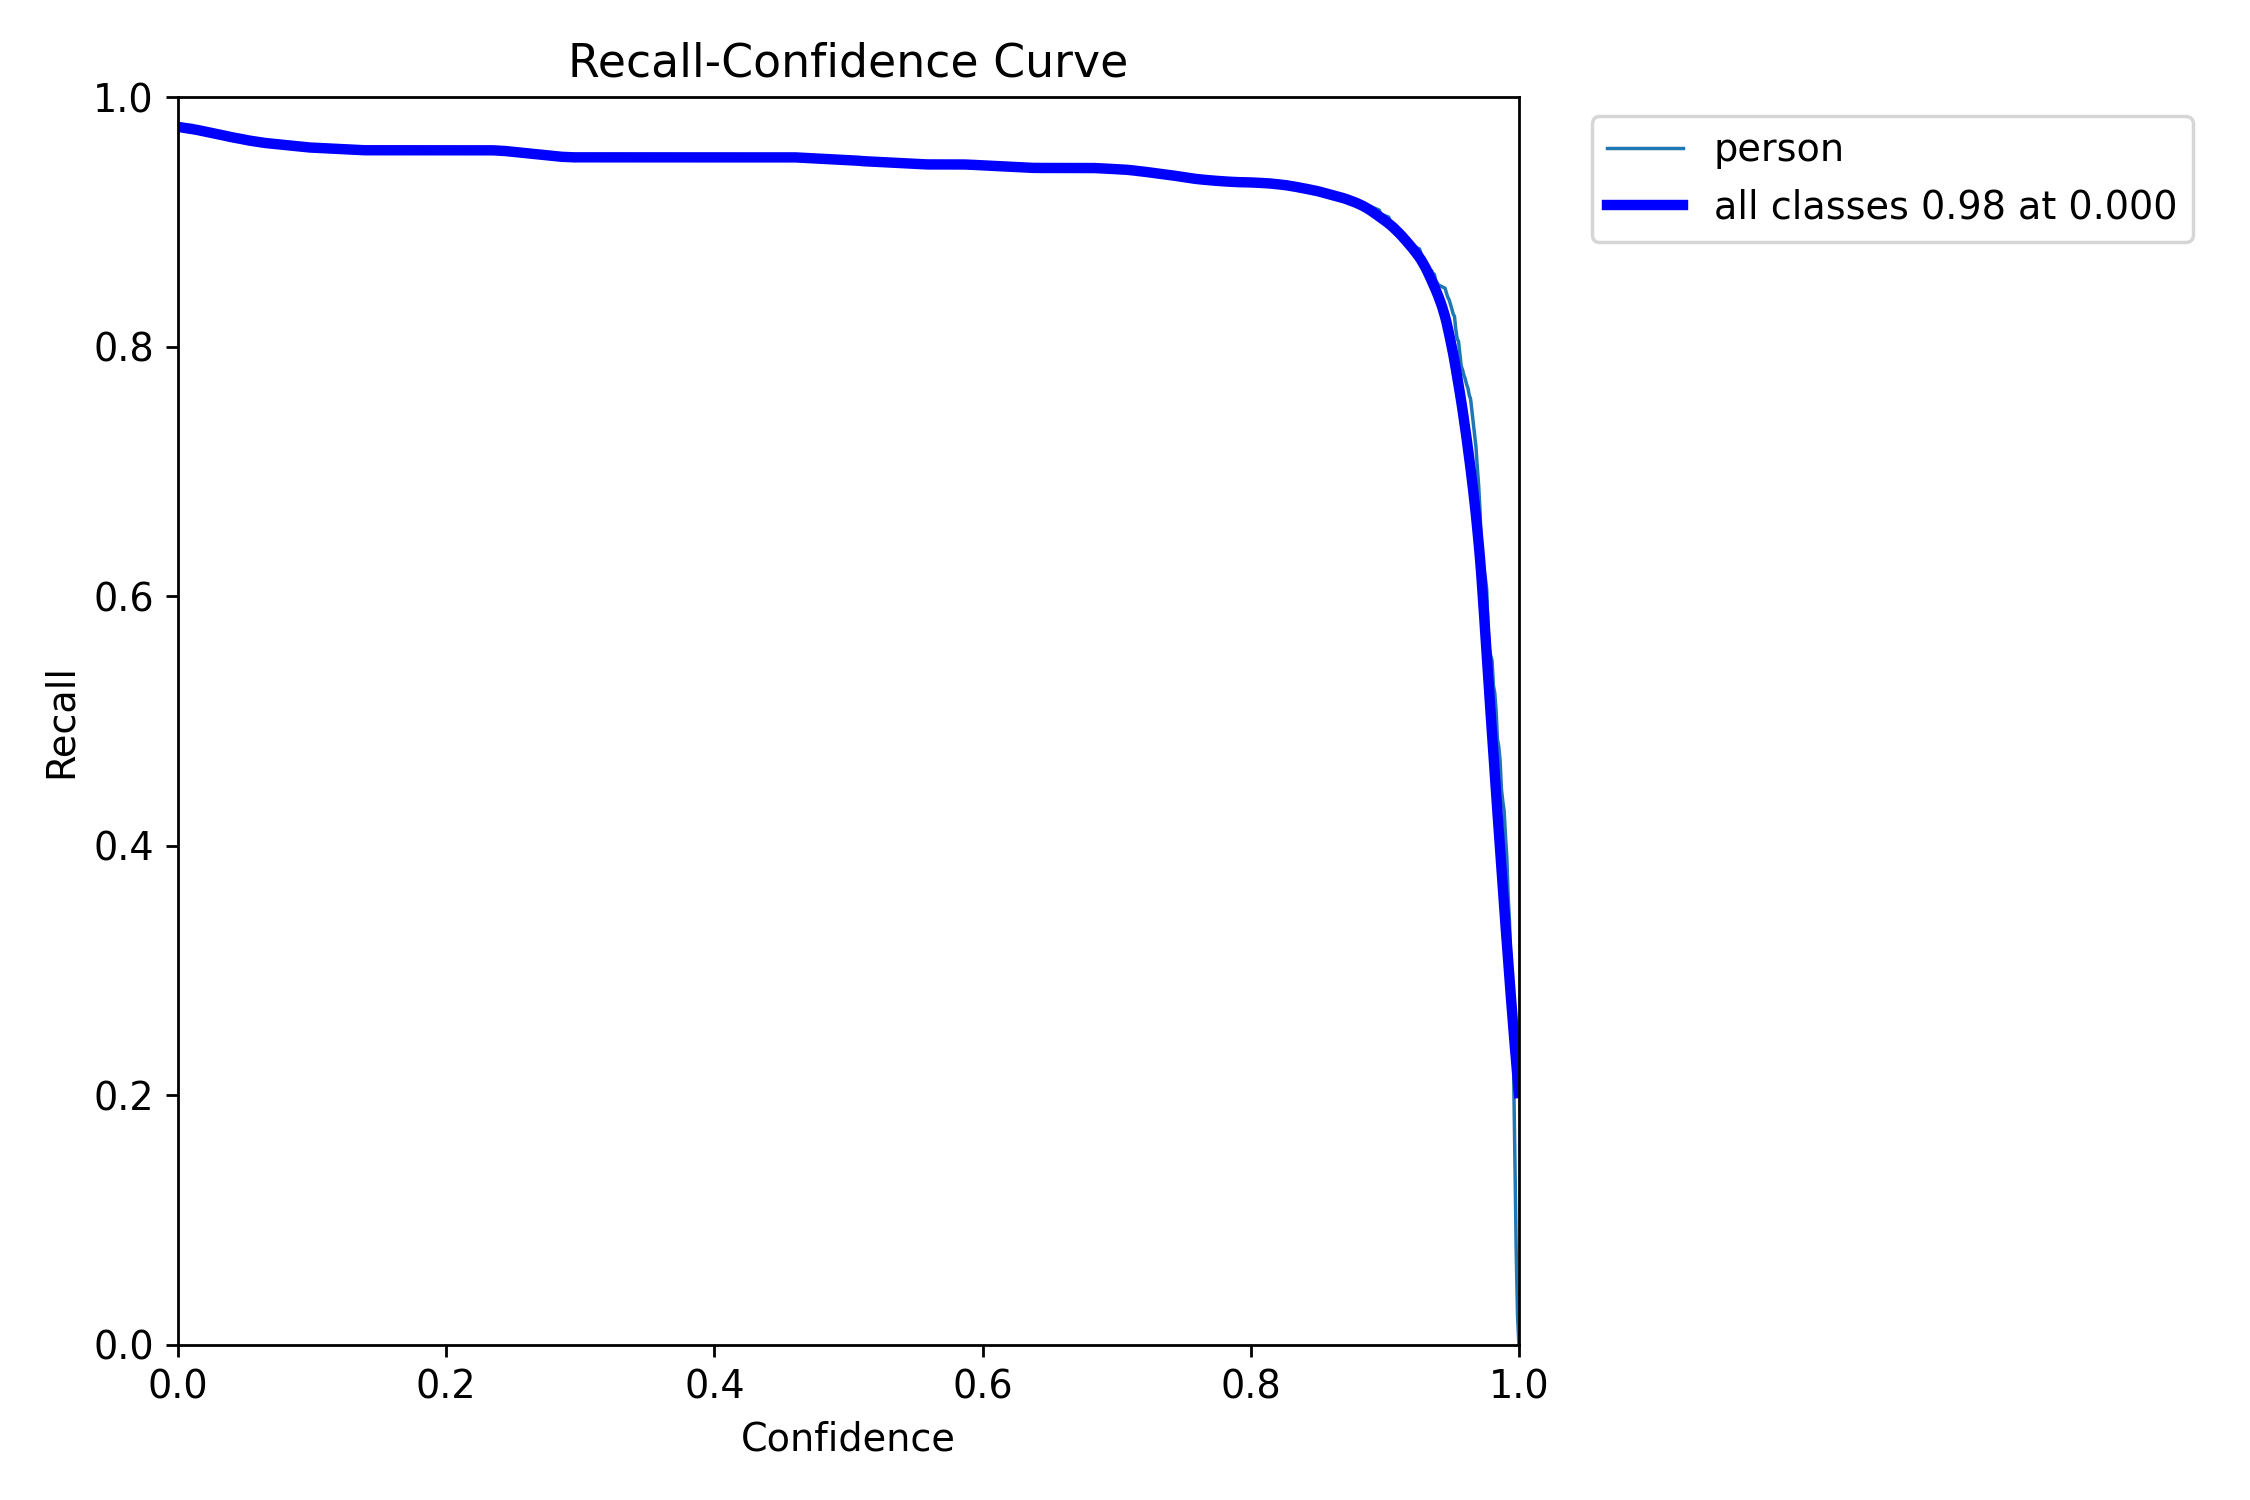 Recall-Confidence Curve
1.0
0.8
0.6
0.4
0.2
0.0
Recall
0.0 0.2 0.4 0.6 0.8 1.0
Confidence
person
all classes 0.98 at 0.000